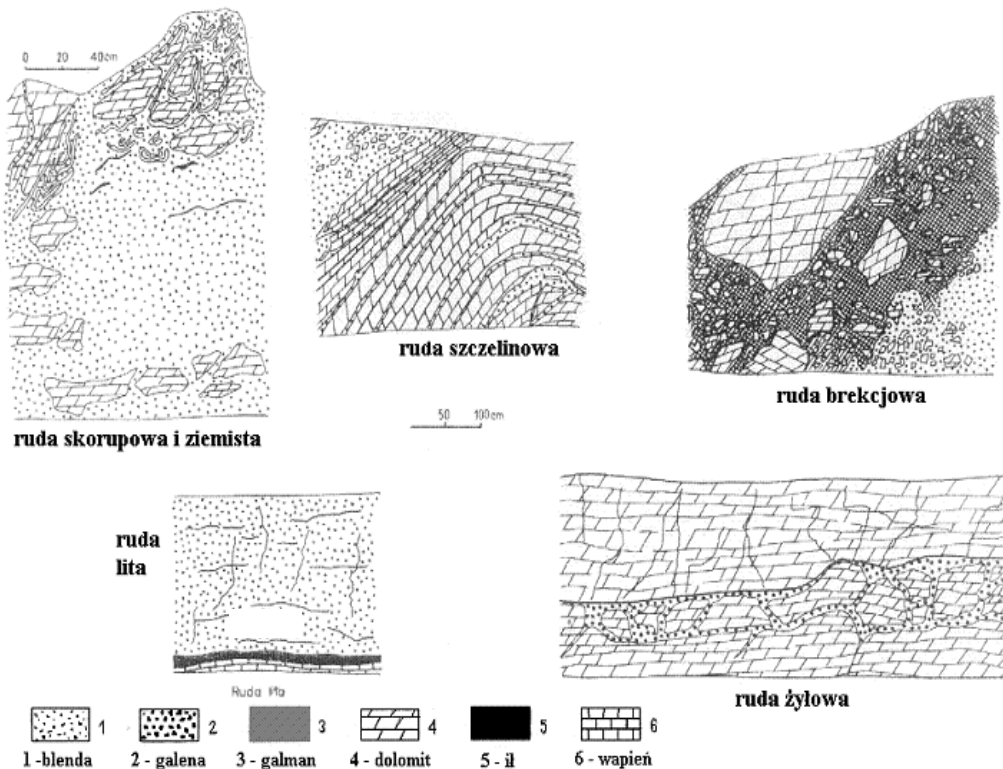 0 20 40cm
ruda skorupowa i ziemista
ruda szczelinowa
50 100cm
ruda brekcjowa
ruda
lita
Ruda lita
ruda żyłowa
1 2 3 4 5 6
1 -blenda 2 - galena 3 - galman 4 - dolomit 5 - ił 6 - wapień